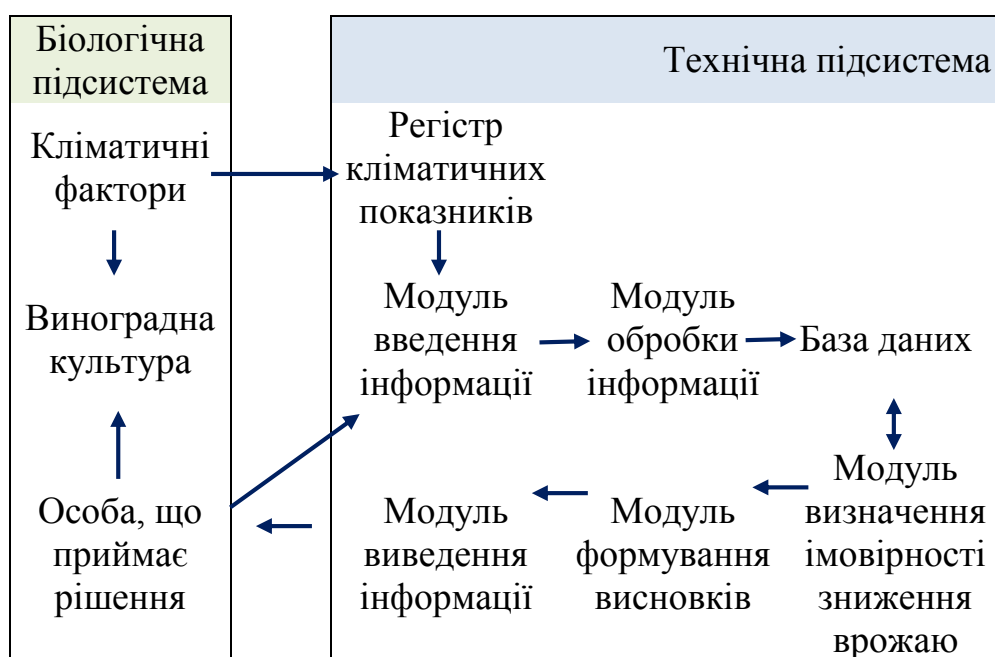 Біологічна
підсистема
Технічна підсистема
Кліматичні
фактори
Регістр
кліматичних
показників
Виноградна
культура
Модуль
введення
інформації
Модуль
обробки
інформації
База даних
Особа, що
приймає
рішення
Модуль
виведення
інформації
Модуль
формування
висновків
Модуль
визначення
імовірності
зниження
врожаю